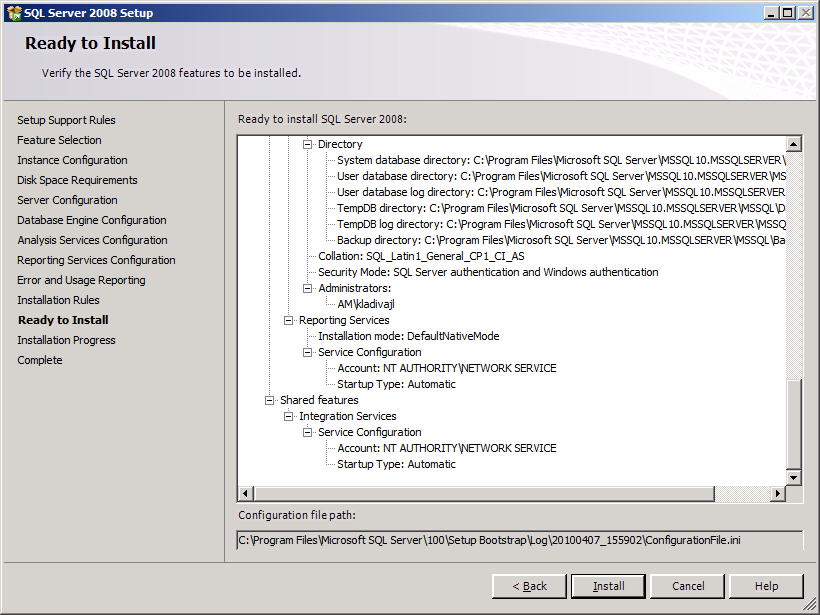 SQL Server 2008 Setup
Ready to Install
Verify the SQL Server 2008 features to be installed.
Setup Support Rules
Feature Selection
Instance Configuration
Disk Space Requirements
Server Configuration
Database Engine Configuration
Analysis Services Configuration
Reporting Services Configuration
Error and Usage Reporting
Installation Rules
Ready to Install
Installation Progress
Complete
Ready to install SQL Server 2008:
Directory
System database directory: C:\Program Files\Microsoft SQL Server\MSSQL10.MSSQLSERVER\
User database directory: C:\Program Files\Microsoft SQL Server\MSSQL10.MSSQLSERVER\MS
User database log directory: C:\Program Files\Microsoft SQL Server\MSSQL10.MSSQLSERVER
TempDB directory: C:\Program Files\Microsoft SQL Server\MSSQL10.MSSQLSERVER\MSSQL\D
TempDB log directory: C:\Program Files\Microsoft SQL Server\MSSQL10.MSSQLSERVER\MSSQ
Backup directory: C:\Program Files\Microsoft SQL Server\MSSQL10.MSSQLSERVER\MSSQL\Ba
Collation: SQL_Latin1_General_CP1_CI_AS
Security Mode: SQL Server authentication and Windows authentication
Administrators:
AM\kladivajl
Reporting Services
Installation mode: DefaultNativeMode
Service Configuration
Account: NT AUTHORITY\NETWORK SERVICE
Startup Type: Automatic
Shared features
Integration Services
Service Configuration
Account: NT AUTHORITY\NETWORK SERVICE
Startup Type: Automatic
Configuration file path:
C:\Program Files\Microsoft SQL Server\100\Setup Bootstrap\Log\20100407_155902\ConfigurationFile.ini
< Back
Install
Cancel
Help